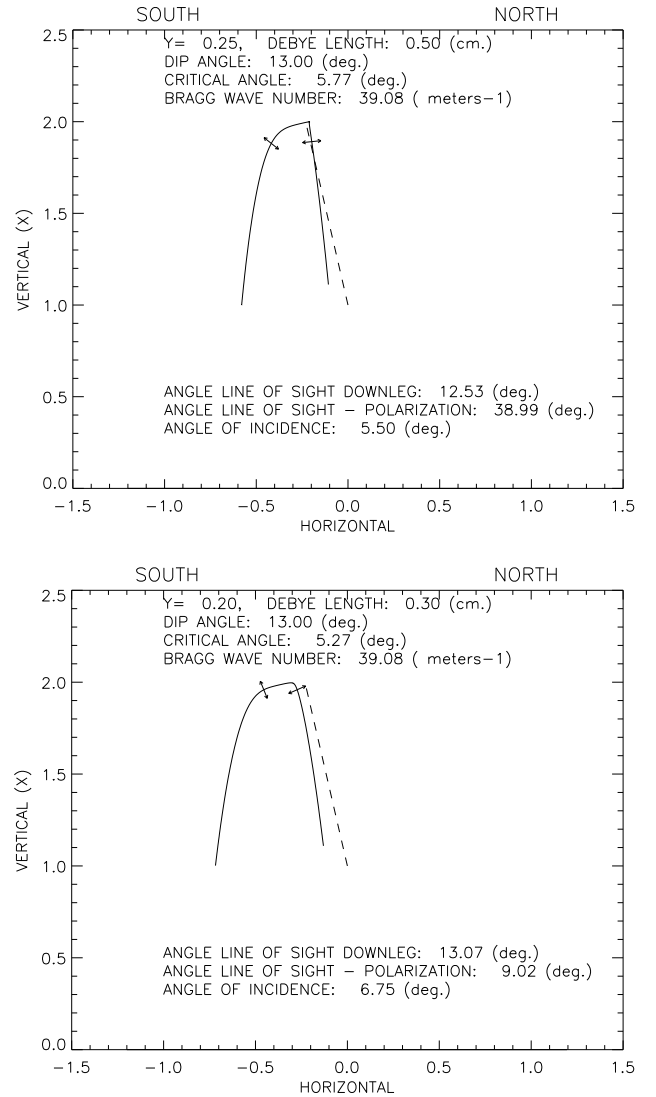 SOUTH NORTH
2.5
Y= 0.25, DEBYE LENGTH: 0.50 (cm.)
DIP ANGLE: 13.00 (deg.)
CRITICAL ANGLE: 5.77 (deg.)
BRAGG WAVE NUMBER: 39.08 ( meters-1)
2.0
1.5
VERTICAL (X)
1.0
0.5
ANGLE LINE OF SIGHT DOWNLEG: 12.53 (deg.)
ANGLE LINE OF SIGHT - POLARIZATION: 38.99 (deg.)
ANGLE OF INCIDENCE: 5.50 (deg.)
0.0
-1.5 -1.0 -0.5 0.0 0.5 1.0 1.5
HORIZONTAL
SOUTH NORTH
2.5
Y= 0.20, DEBYE LENGTH: 0.30 (cm.)
DIP ANGLE: 13.00 (deg.)
CRITICAL ANGLE: 5.27 (deg.)
BRAGG WAVE NUMBER: 39.08 ( meters-1)
2.0
1.5
VERTICAL (X)
1.0
0.5
ANGLE LINE OF SIGHT DOWNLEG: 13.07 (deg.)
ANGLE LINE OF SIGHT - POLARIZATION: 9.02 (deg.)
ANGLE OF INCIDENCE: 6.75 (deg.)
0.0
-1.5 -1.0 -0.5 0.0 0.5 1.0 1.5
HORIZONTAL